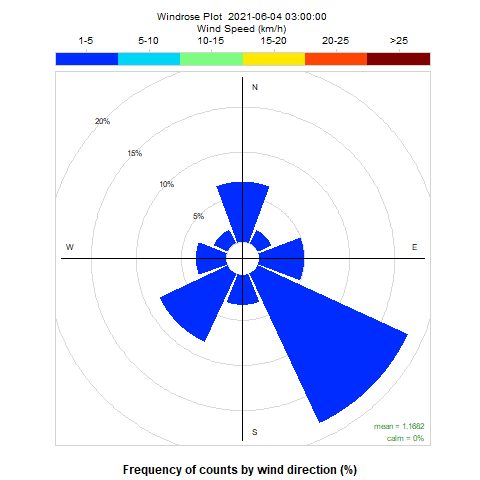 Windrose Plot 2021-06-04 03:00:00
Wind Speed (km/h)
1-5 5-10 10-15 15-20 20-25 >25
N
20%
15%
10%
5%
W E
S
mean = 1.1682
calm = 0%
Frequency of counts by wind direction (%)